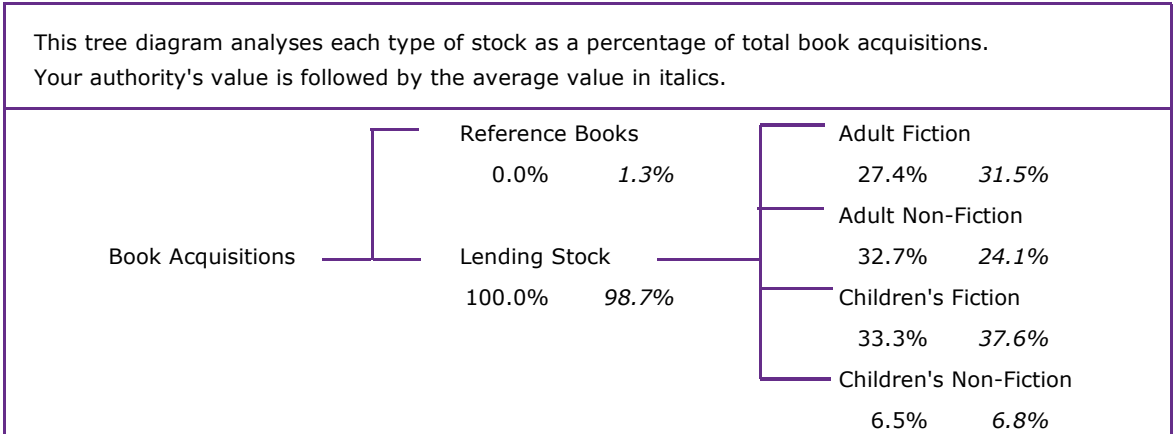 This tree diagram analyses each type of stock as a percentage of total book acquisitions.
Your authority's value is followed by the average value in italics.
Reference Books
0.0% 1.3%
Book Acquisitions
Lending Stock
100.0% 98.7%
Adult Fiction
27.4% 31.5%
Adult Non-Fiction
32.7% 24.1%
Children's Fiction
33.3% 37.6%
Children's Non-Fiction
6.5% 6.8%